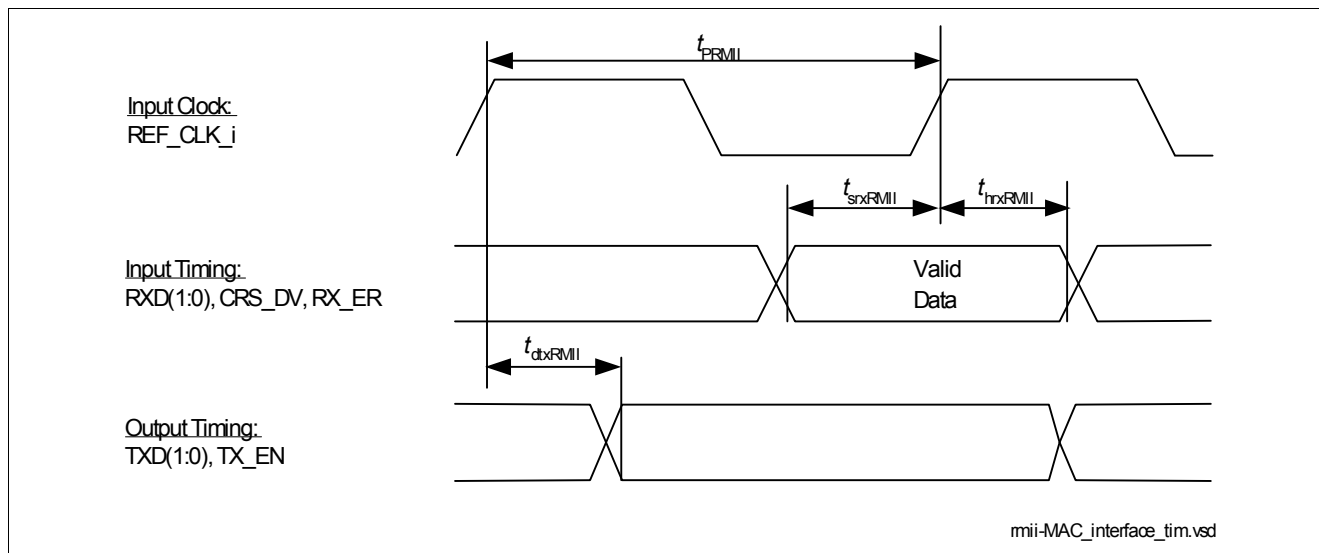 tPRMII
Input Clock:
REF_CLK_i
tsrxRMII
thrxRMII
Input Timing:
RXD(1:0), CRS_DV, RX_ER
Valid
Data
tdtxRMII
Output Timing:
TXD(1:0), TX_EN
rmii-MAC_interface_tim.vsd